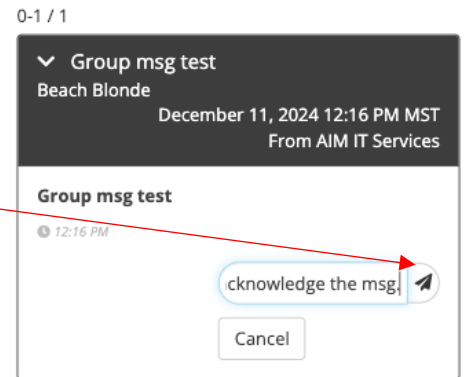 0-1 / 1
Group msg test
Beach Blonde
December 11, 2024 12:16 PM MST
From AIM IT Services
Group msg test
12:16 PM
cknowledge the msg.
Cancel